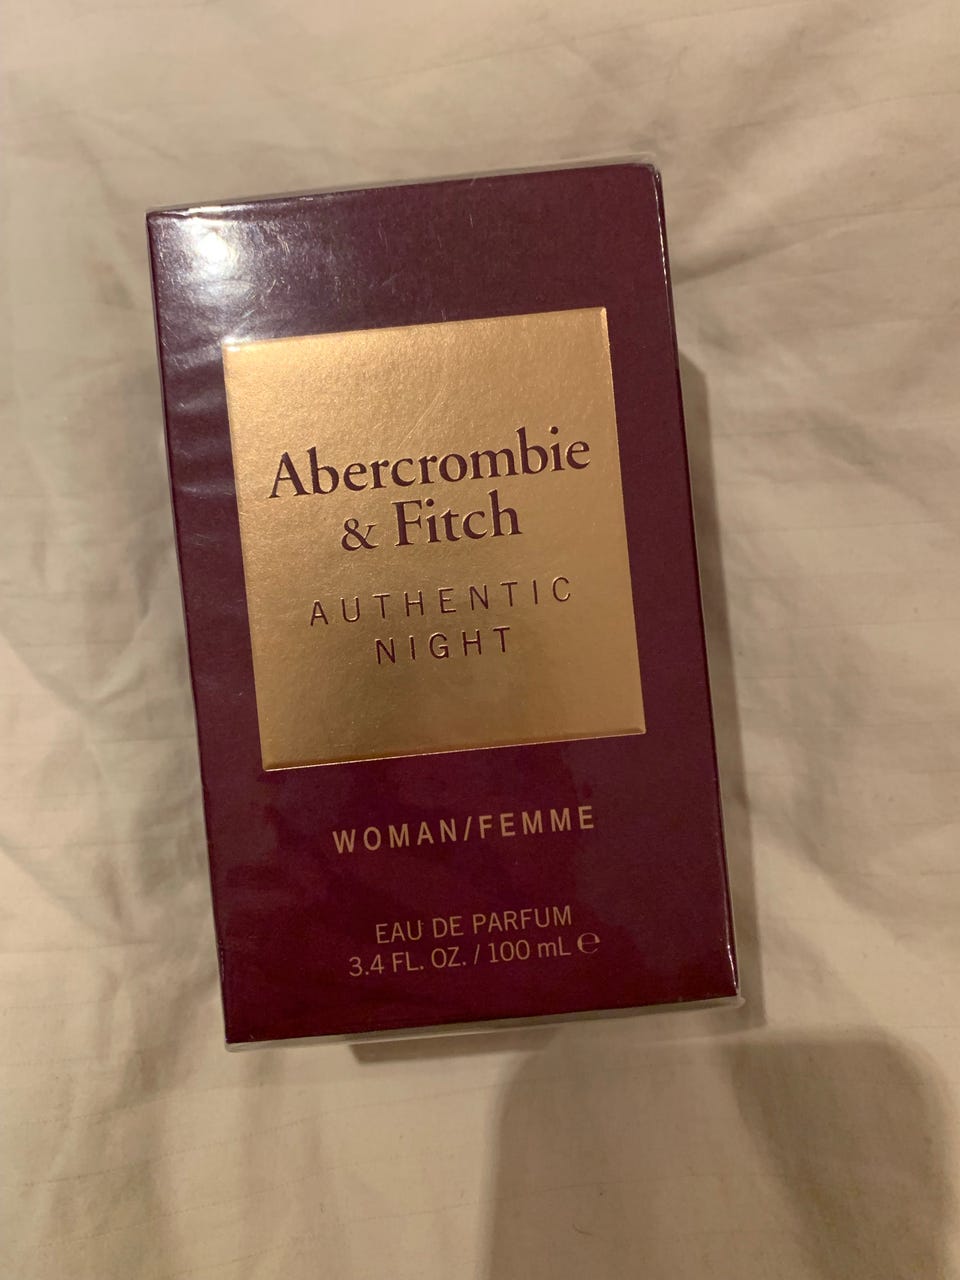 Abercrombie
& Fitch
AUTHENTIC
NIGHT
WOMAN/FEMME
EAU DE PARFUM
3.4 FL. OZ. / 100 mL ℮